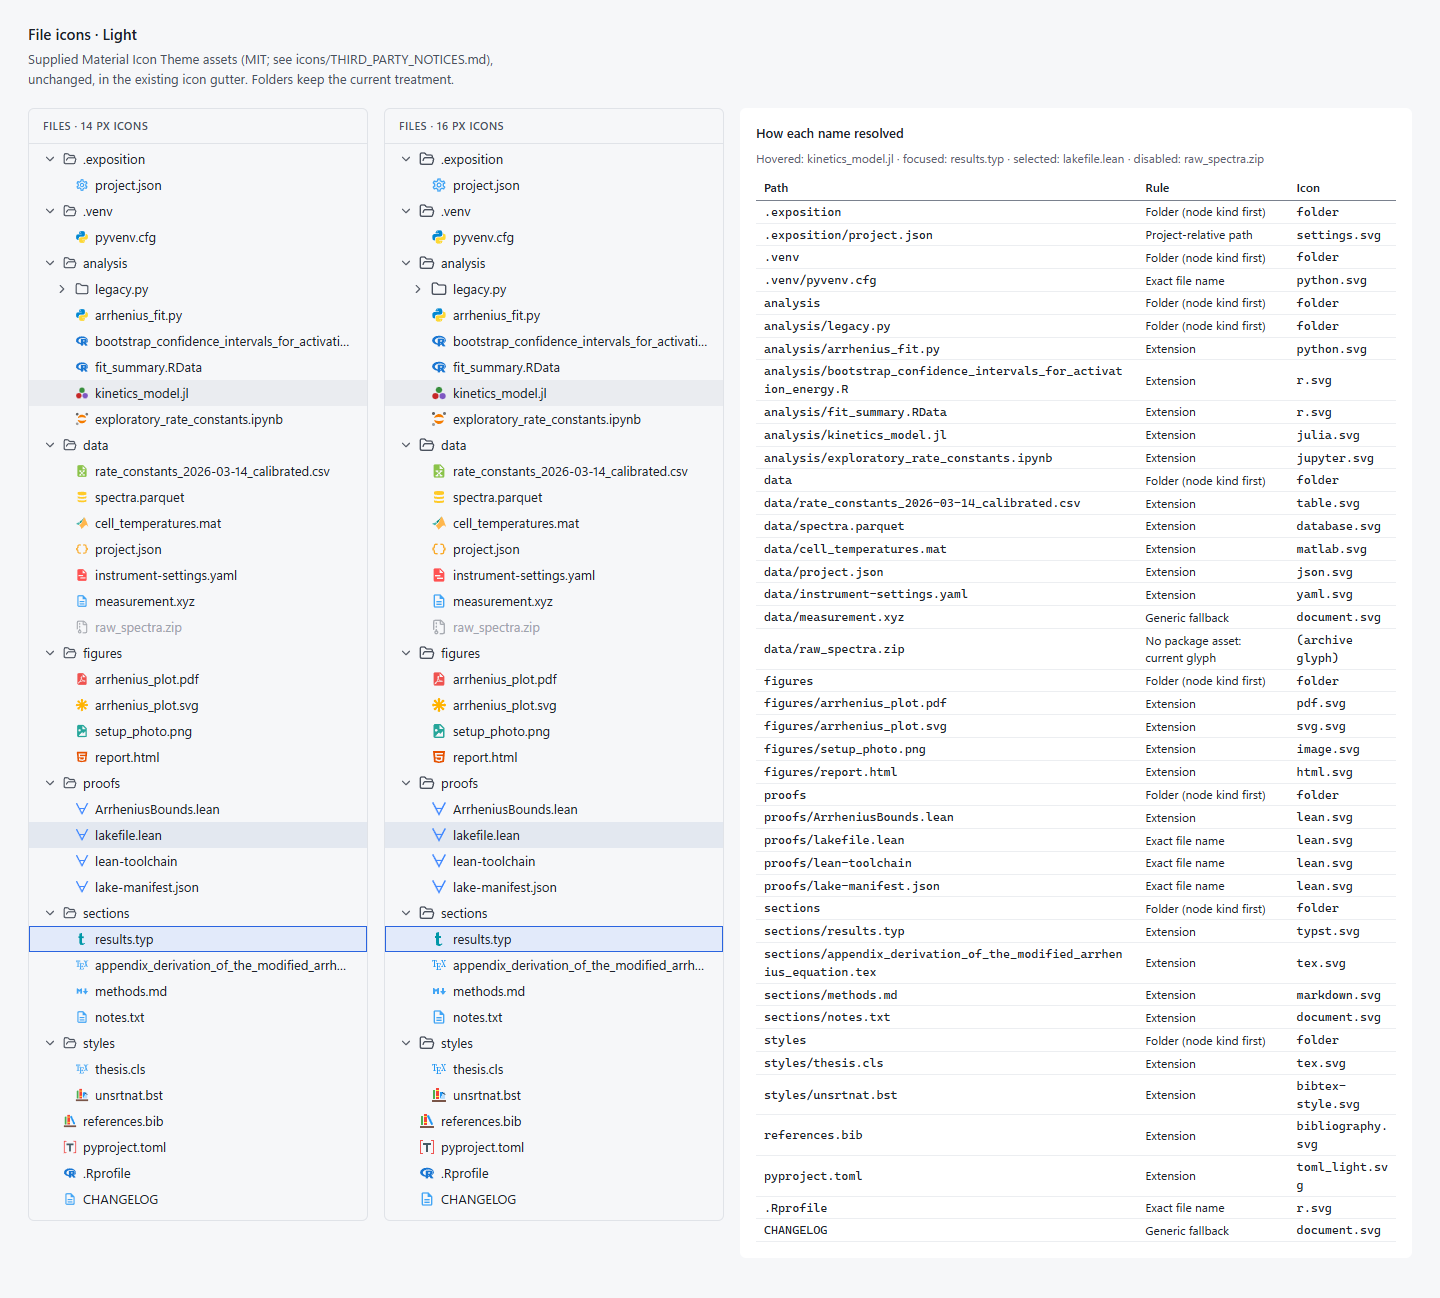 File icons · Light
Supplied Material Icon Theme assets (MIT; see icons/THIRD_PARTY_NOTICES.md),
unchanged, in the existing icon gutter. Folders keep the current treatment.
FILES · 14 PX ICONS
.exposition
project.json
.venv
pyvenv.cfg
analysis
legacy.py
arrhenius_fit.py
bootstrap_confidence_intervals_for_activati...
fit_summary.RData
kinetics_model.jl
exploratory_rate_constants.ipynb
data
rate_constants_2026-03-14_calibrated.csv
spectra.parquet
cell_temperatures.mat
project.json
instrument-settings.yaml
measurement.xyz
raw_spectra.zip
figures
arrhenius_plot.pdf
arrhenius_plot.svg
setup_photo.png
report.html
proofs
ArrheniusBounds.lean
lakefile.lean
lean-toolchain
lake-manifest.json
sections
results.typ
appendix_derivation_of_the_modified_arrh...
methods.md
notes.txt
styles
thesis.cls
unsrtnat.bst
references.bib
pyproject.toml
.Rprofile
CHANGELOG
FILES · 16 PX ICONS
.exposition
project.json
.venv
pyvenv.cfg
analysis
legacy.py
arrhenius_fit.py
bootstrap_confidence_intervals_for_activati...
fit_summary.RData
kinetics_model.jl
exploratory_rate_constants.ipynb
data
rate_constants_2026-03-14_calibrated.csv
spectra.parquet
cell_temperatures.mat
project.json
instrument-settings.yaml
measurement.xyz
raw_spectra.zip
figures
arrhenius_plot.pdf
arrhenius_plot.svg
setup_photo.png
report.html
proofs
ArrheniusBounds.lean
lakefile.lean
lean-toolchain
lake-manifest.json
sections
results.typ
appendix_derivation_of_the_modified_arrh...
methods.md
notes.txt
styles
thesis.cls
unsrtnat.bst
references.bib
pyproject.toml
.Rprofile
CHANGELOG
How each name resolved
Hovered: kinetics_model.jl · focused: results.typ · selected: lakefile.lean · disabled: raw_spectra.zip
Path Rule Icon
.exposition Folder (node kind first) folder
.exposition/project.json Project-relative path settings.svg
.venv Folder (node kind first) folder
.venv/pyvenv.cfg Exact file name python.svg
analysis Folder (node kind first) folder
analysis/legacy.py Folder (node kind first) folder
analysis/arrhenius_fit.py Extension python.svg
analysis/bootstrap_confidence_intervals_for_activat
ion_energy.R Extension r.svg
analysis/fit_summary.RData Extension r.svg
analysis/kinetics_model.jl Extension julia.svg
analysis/exploratory_rate_constants.ipynb Extension jupyter.svg
data Folder (node kind first) folder
data/rate_constants_2026-03-14_calibrated.csv Extension table.svg
data/spectra.parquet Extension database.svg
data/cell_temperatures.mat Extension matlab.svg
data/project.json Extension json.svg
data/instrument-settings.yaml Extension yaml.svg
data/measurement.xyz Generic fallback document.svg
data/raw_spectra.zip No package asset: (archive
current glyph glyph)
figures Folder (node kind first) folder
figures/arrhenius_plot.pdf Extension pdf.svg
figures/arrhenius_plot.svg Extension svg.svg
figures/setup_photo.png Extension image.svg
figures/report.html Extension html.svg
proofs Folder (node kind first) folder
proofs/ArrheniusBounds.lean Extension lean.svg
proofs/lakefile.lean Exact file name lean.svg
proofs/lean-toolchain Exact file name lean.svg
proofs/lake-manifest.json Exact file name lean.svg
sections Folder (node kind first) folder
sections/results.typ Extension typst.svg
sections/appendix_derivation_of_the_modified_arrhen
ius_equation.tex Extension tex.svg
sections/methods.md Extension markdown.svg
sections/notes.txt Extension document.svg
styles Folder (node kind first) folder
styles/thesis.cls Extension tex.svg
styles/unsrtnat.bst Extension bibtex-
style.svg
references.bib Extension bibliography.
svg
pyproject.toml Extension toml_light.sv
g
.Rprofile Exact file name r.svg
CHANGELOG Generic fallback document.svg